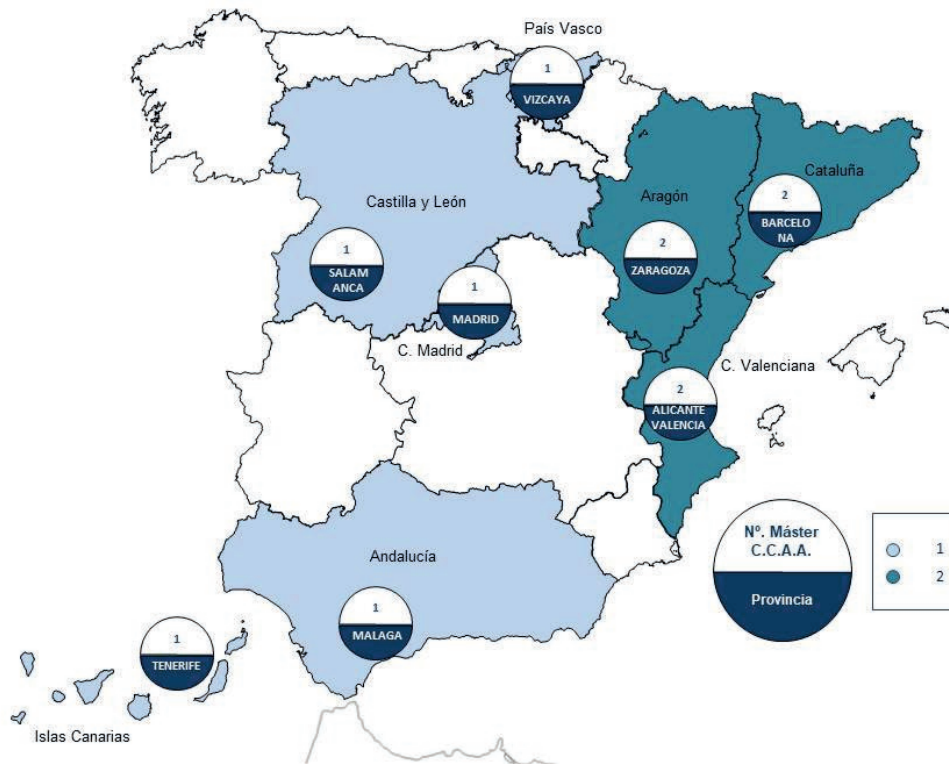 País Vasco
1
VIZCAYA
Castilla y León
1
SALAM
ANCA
1
MADRID
C. Madrid
Aragón
2
ZARAGOZA
Cataluña
2
BARCELO
NA
C. Valenciana
2
ALICANTE
VALENCIA
Andalucía
1
MALAGA
1
TENERIFE
Islas Canarias
Nº. Máster
C.C.A.A.
Provincia
1
2